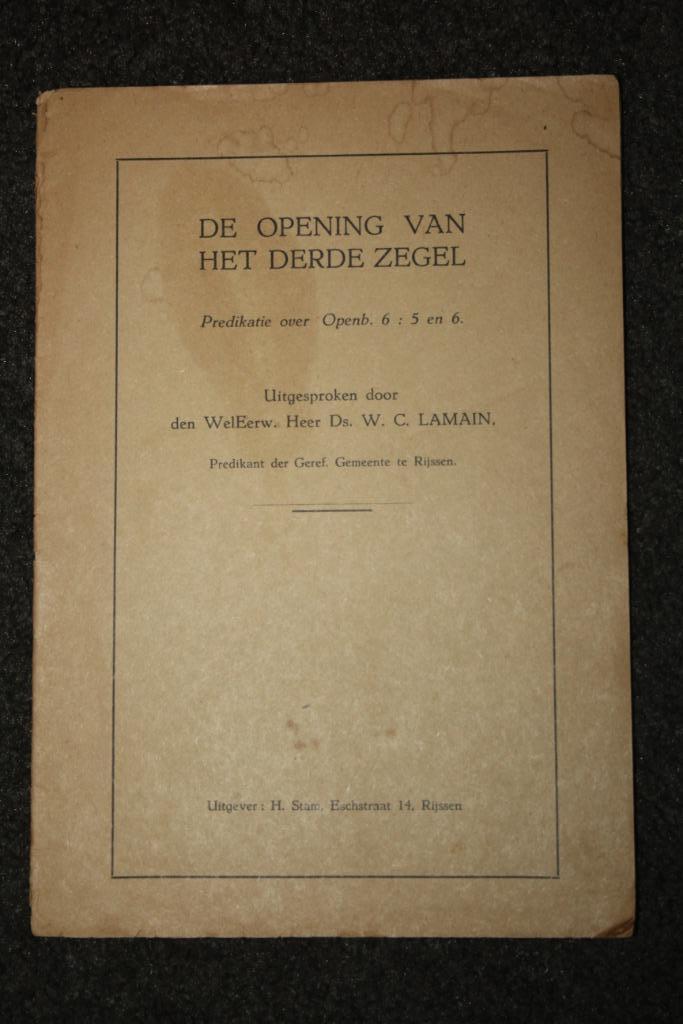 DE OPENING VAN
HET DERDE ZEGEL
Predikatie over Openb. 6 : 5 en 6.
Uitgesproken door
den WelEerw. Heer Ds. W. C. LAMAIN,
Predikant der Geref. Gemeente te Rijssen.
Uitgever : H. Stam, Eschstraat 14, Rijssen